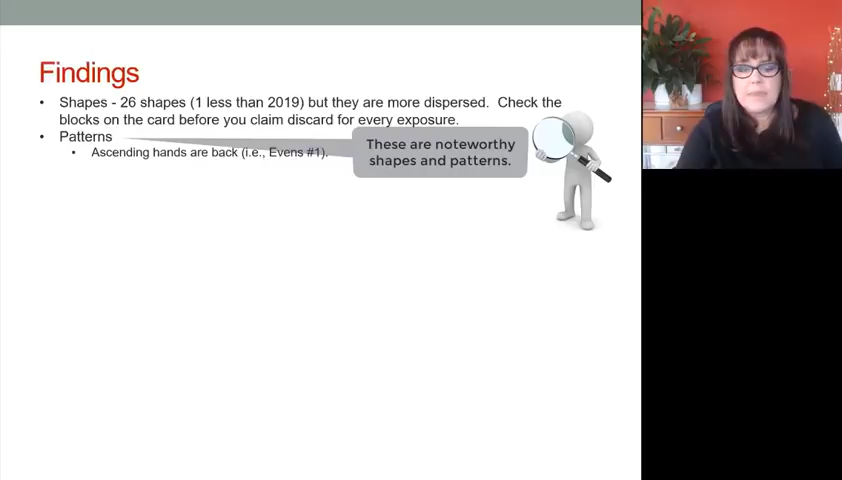 Findings
• Shapes - 26 shapes (1 less than 2019) but they are more dispersed. Check the
blocks on the card before you claim discard for every exposure.
• Patterns
• Ascending hands are back (i.e., Evens #1).
These are noteworthy
shapes and patterns.